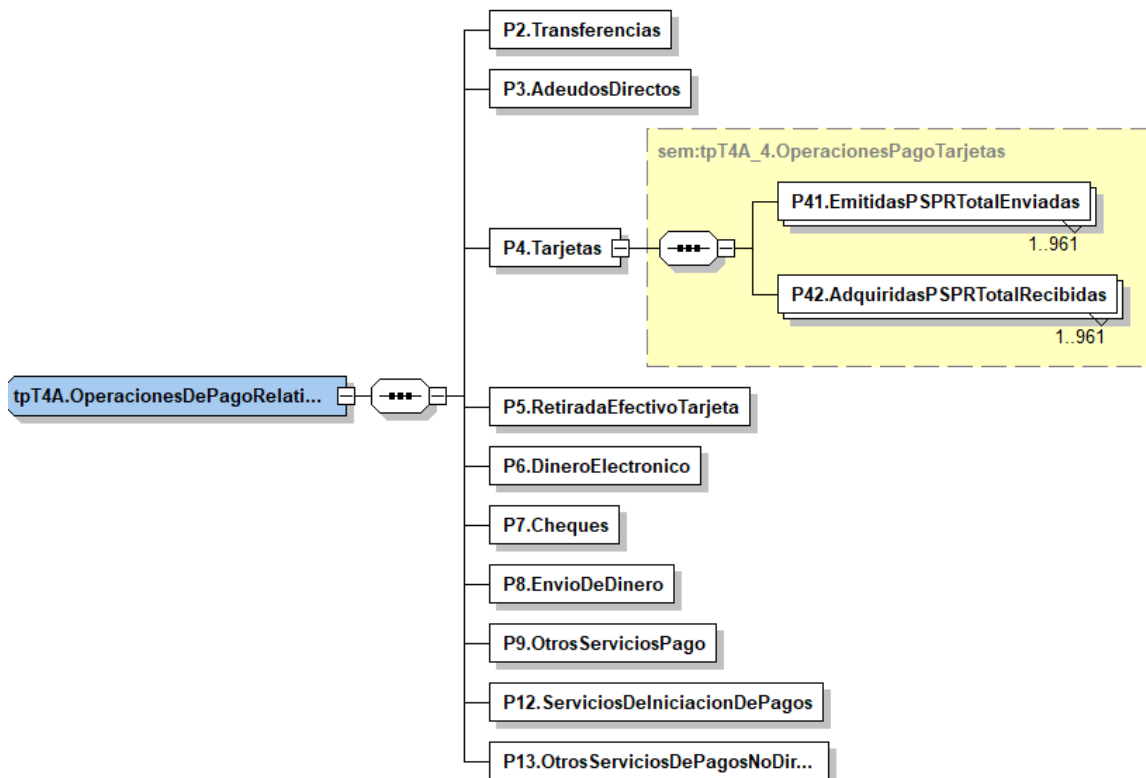 P2.Transferencias
P3.AdeudosDirectos
sem:tpT4A_4.OperacionesPagoTarjetas
P41.EmitidasPSPRTotalEnviadas
1..961
P4.Tarjetas
P42.AdquiridasPSPRTotalRecibidas
1..961
tpT4A.OperacionesDePagoRelati...
P5.RetiradaEfectivoTarjeta
P6.DineroElectronico
P7.Cheques
P8.EnvioDeDinero
P9.OtrosServiciosPago
P12.ServiciosDeIniciacionDePagos
P13.OtrosServiciosDePagosNoDir...